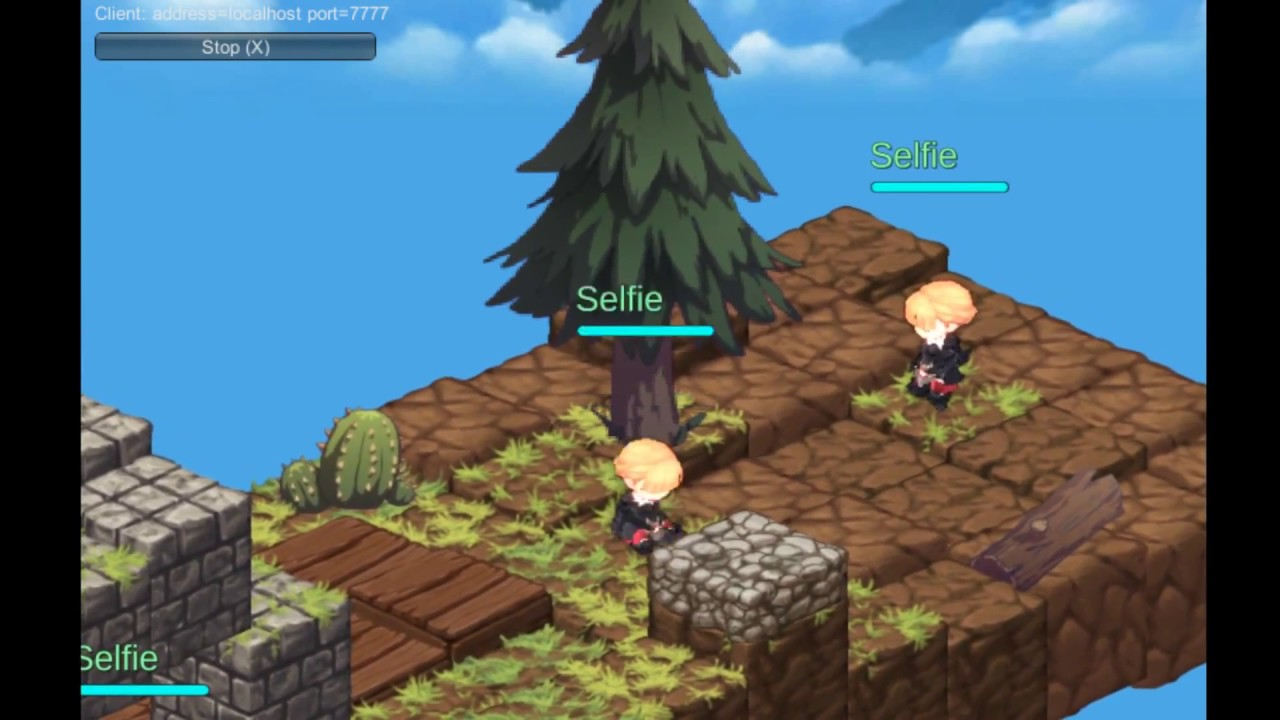 Client: address=localhost port=7777
Stop (X)
Selfie
Selfie
Selfie